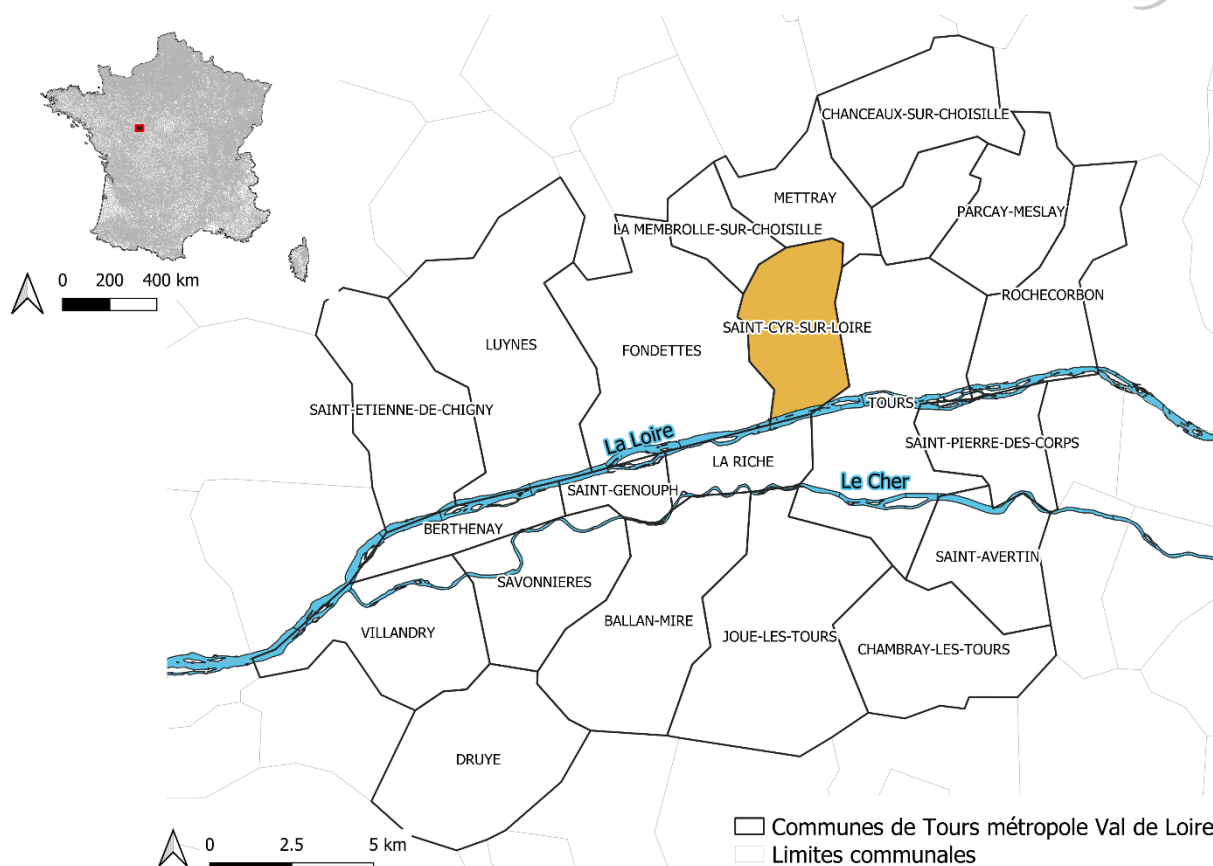 0 200 400 km
CHANCEAUX-SUR-CHOISILLE
METTRAY
PARCAY-MESLAY
LA MEMBROLLE-SUR-CHOISILLE
ROCHECORBON
SAINT-CYR-SUR-LOIRE
LUYNES
FONDETTES
SAINT-ETIENNE-DE-CHIGNY
TOURS
La Loire
SAINT-PIERRE-DES-CORPS
LA RICHE
Le Cher
SAINT-GENOUPH
BERTHENAY
SAINT-AVERTIN
SAVONNIERES
BALLAN-MIRE
VILLANDRY
JOUE-LES-TOURS
CHAMBRAY-LES-TOURS
DRUYE
0 2.5 5 km
Communes de Tours métropole Val de Loire
Limites communales